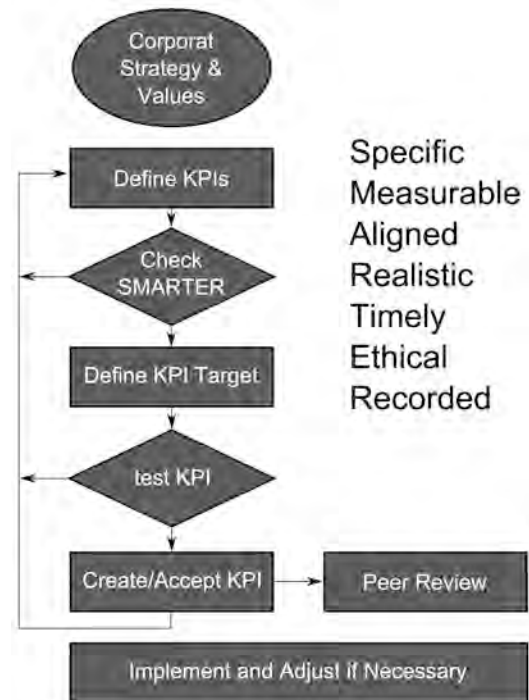 Corporat
Strategy &
Values
Define KPIs
Check
SMARTER
Define KPI Target
test KPI
Create/Accept KPI
Peer Review
Implement and Adjust if Necessary
Specific
Measurable
Aligned
Realistic
Timely
Ethical
Recorded